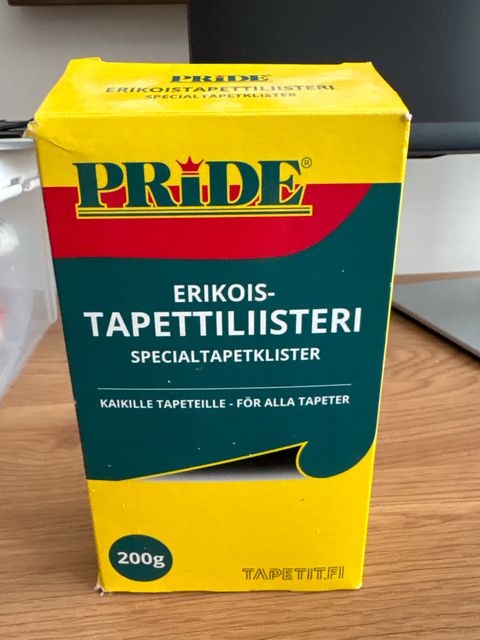 PRiDE
ERIKOISTAPETTILIISTERI
SPECIALTAPETKLISTER
PRiDE®
ERIKOIS-
TAPETTILIISTERI
SPECIALTAPETKLISTER
KAIKILLE TAPETEILLE - FÖR ALLA TAPETER
200g
TAPETIT.FI